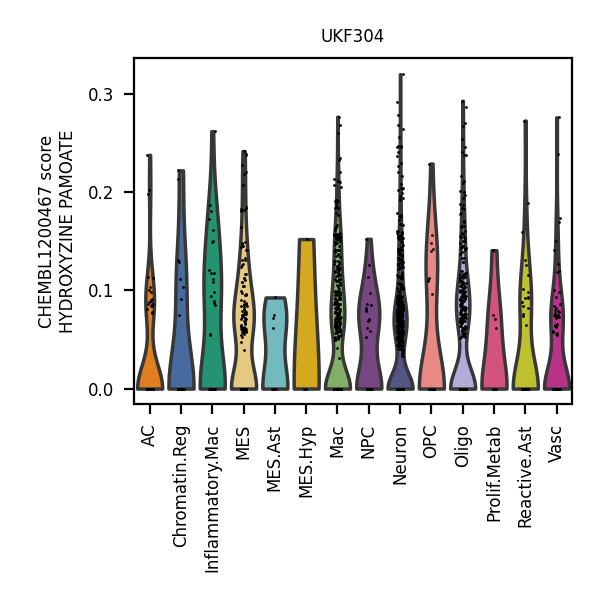 UKF304
CHEMBL1200467 score
HYDROXYZINE PAMOATE
0.3
0.2
0.1
0.0
AC
Chromatin.Reg
Inflammatory.Mac
MES
MES.Ast
MES.Hyp
Mac
NPC
Neuron
OPC
Oligo
Prolif.Metab
Reactive.Ast
Vasc